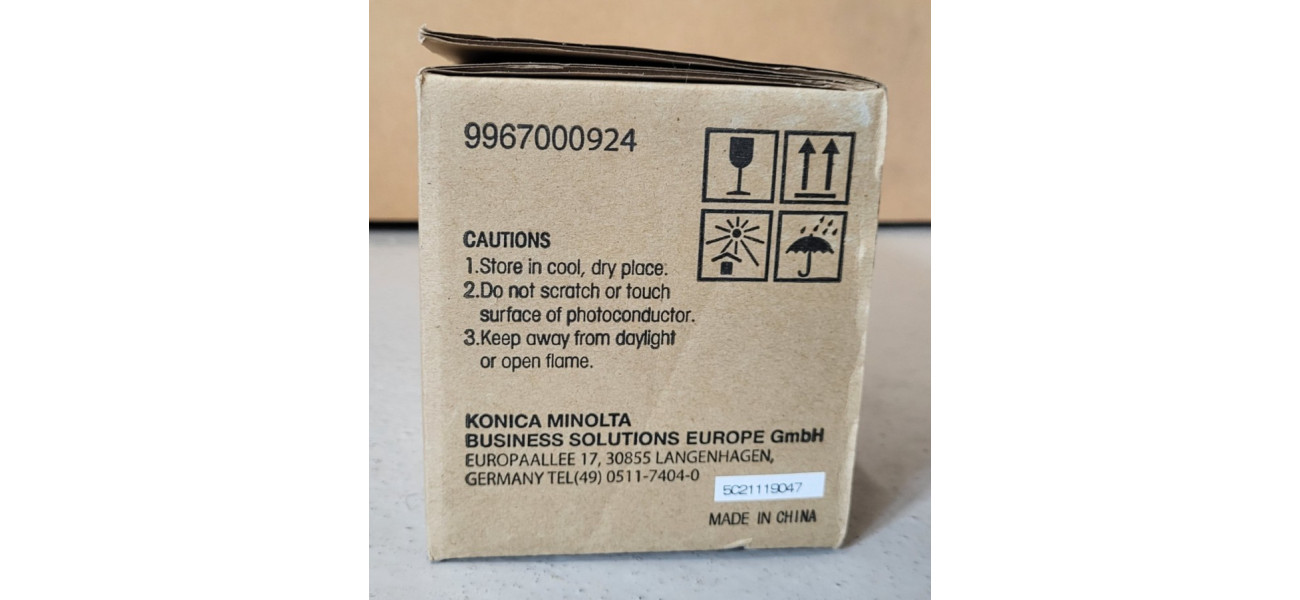 9967000924
CAUTIONS
1.Store in cool, dry place.
2.Do not scratch or touch
surface of photoconductor.
3.Keep away from daylight
or open flame.
KONICA MINOLTA
BUSINESS SOLUTIONS EUROPE GmbH
EUROPAALLEE 17, 30855 LANGENHAGEN,
GERMANY TEL(49) 0511-7404-0
5C21119047
MADE IN CHINA